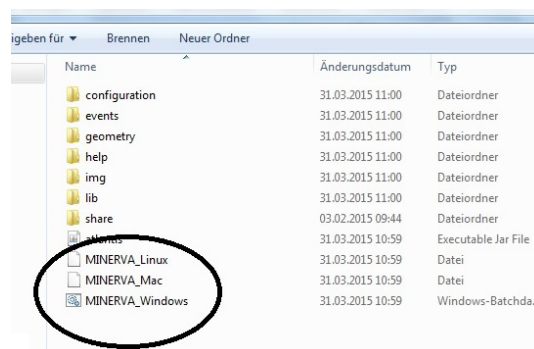 igeben für ▾ Brennen Neuer Ordner
Name Änderungsdatum Typ
configuration 31.03.2015 11:00 Dateiordner
events 31.03.2015 11:00 Dateiordner
geometry 31.03.2015 11:00 Dateiordner
help 31.03.2015 11:00 Dateiordner
img 31.03.2015 11:00 Dateiordner
lib 31.03.2015 11:00 Dateiordner
share 03.02.2015 09:44 Dateiordner
atlantis 31.03.2015 10:59 Executable Jar File
MINERVA_Linux 31.03.2015 10:59 Datei
MINERVA_Mac 31.03.2015 10:59 Datei
MINERVA_Windows 31.03.2015 10:59 Windows-Batchda.